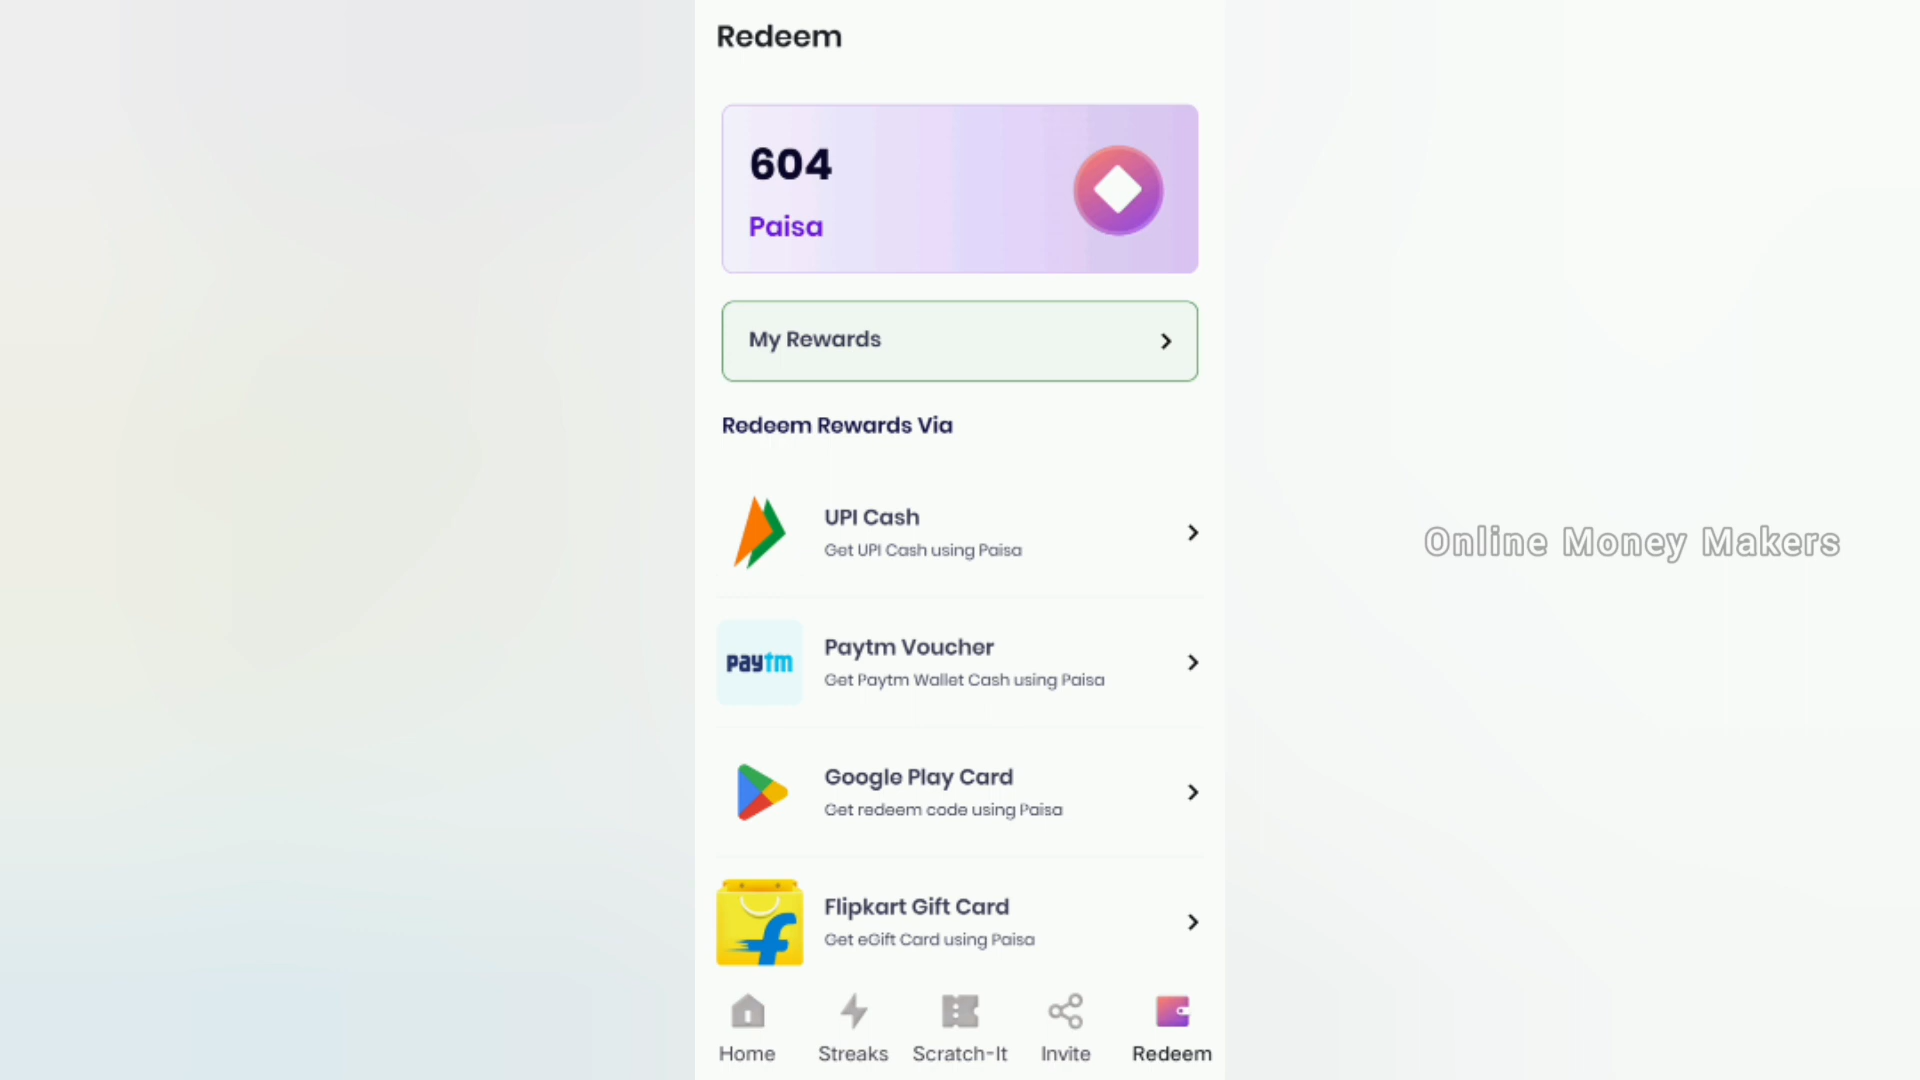 Redeem
604
Paisa
My Rewards
Redeem Rewards Via
UPI Cash
Get UPI Cash using Paisa
paytm
Paytm Voucher
Get Paytm Wallet Cash using Paisa
Google Play Card
Get redeem code using Paisa
Flipkart Gift Card
Get eGift Card using Paisa
Home
Streaks
Scratch-It
Invite
Redeem
Online Money Makers